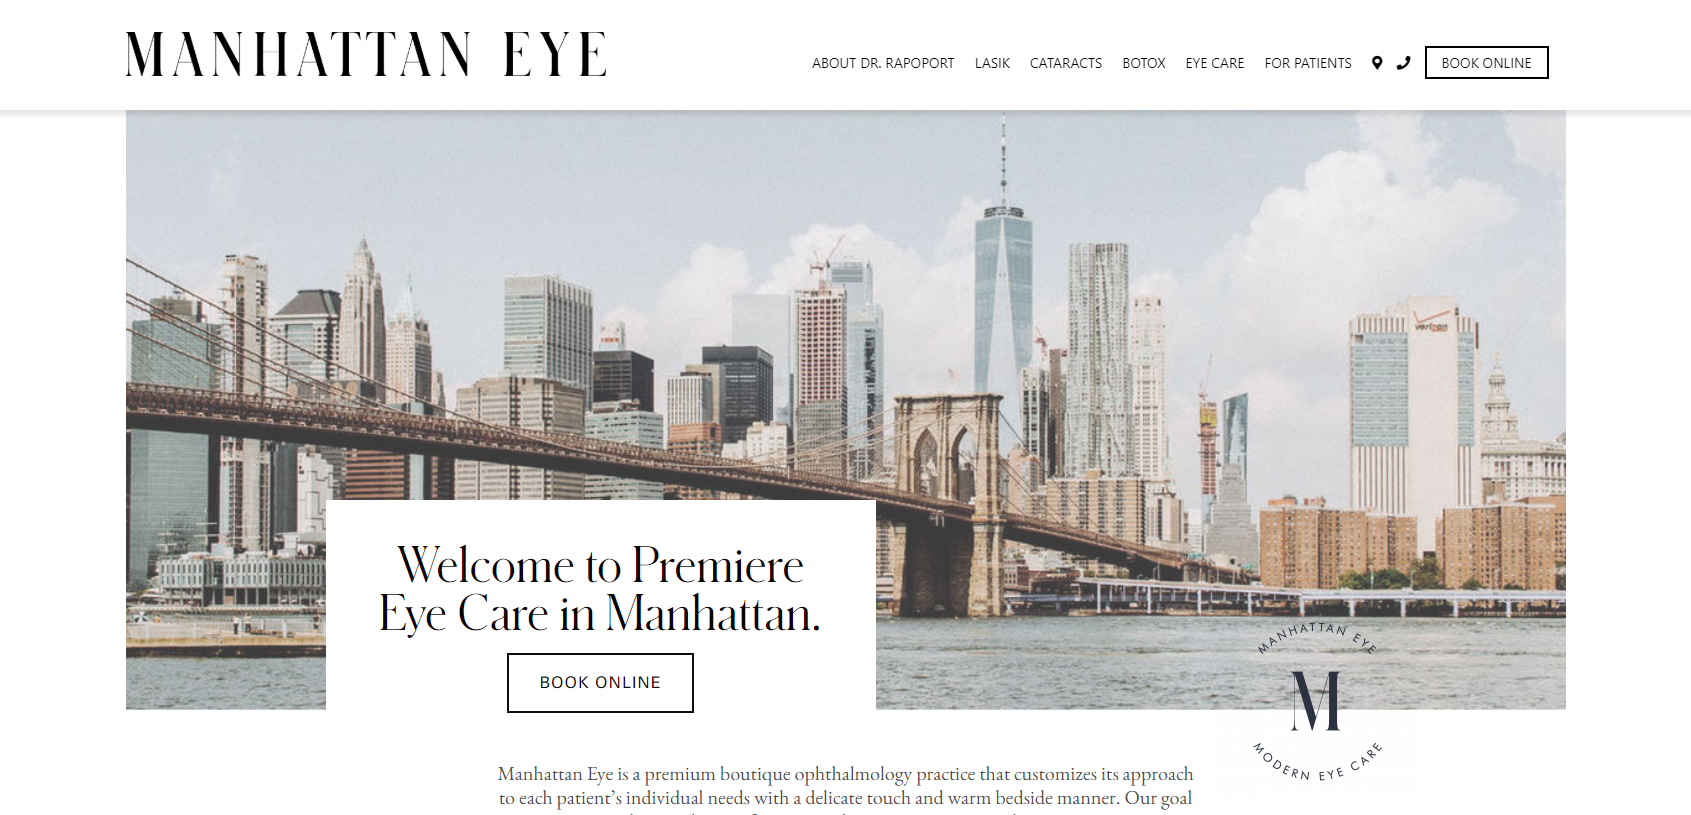 MANHATTAN EYE
ABOUT DR. RAPOPORT LASIK CATARACTS BOTOX EYE CARE FOR PATIENTS BOOK ONLINE
verizon
Welcome to Premiere
Eye Care in Manhattan.
BOOK ONLINE
MANHATTAN EYE
M
MODERN EYE CARE
Manhattan Eye is a premium boutique ophthalmology practice that customizes its approach
to each patient’s individual needs with a delicate touch and warm bedside manner. Our goal